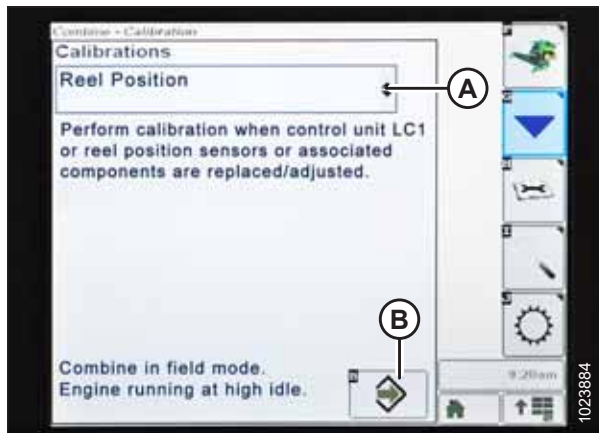 Combine - Calibration
Calibrations
Reel Position
A
Perform calibration when control unit LC1
or reel position sensors or associated
components are replaced/adjusted.
B
Combine in field mode.
Engine running at high idle.
9:20am
1023884